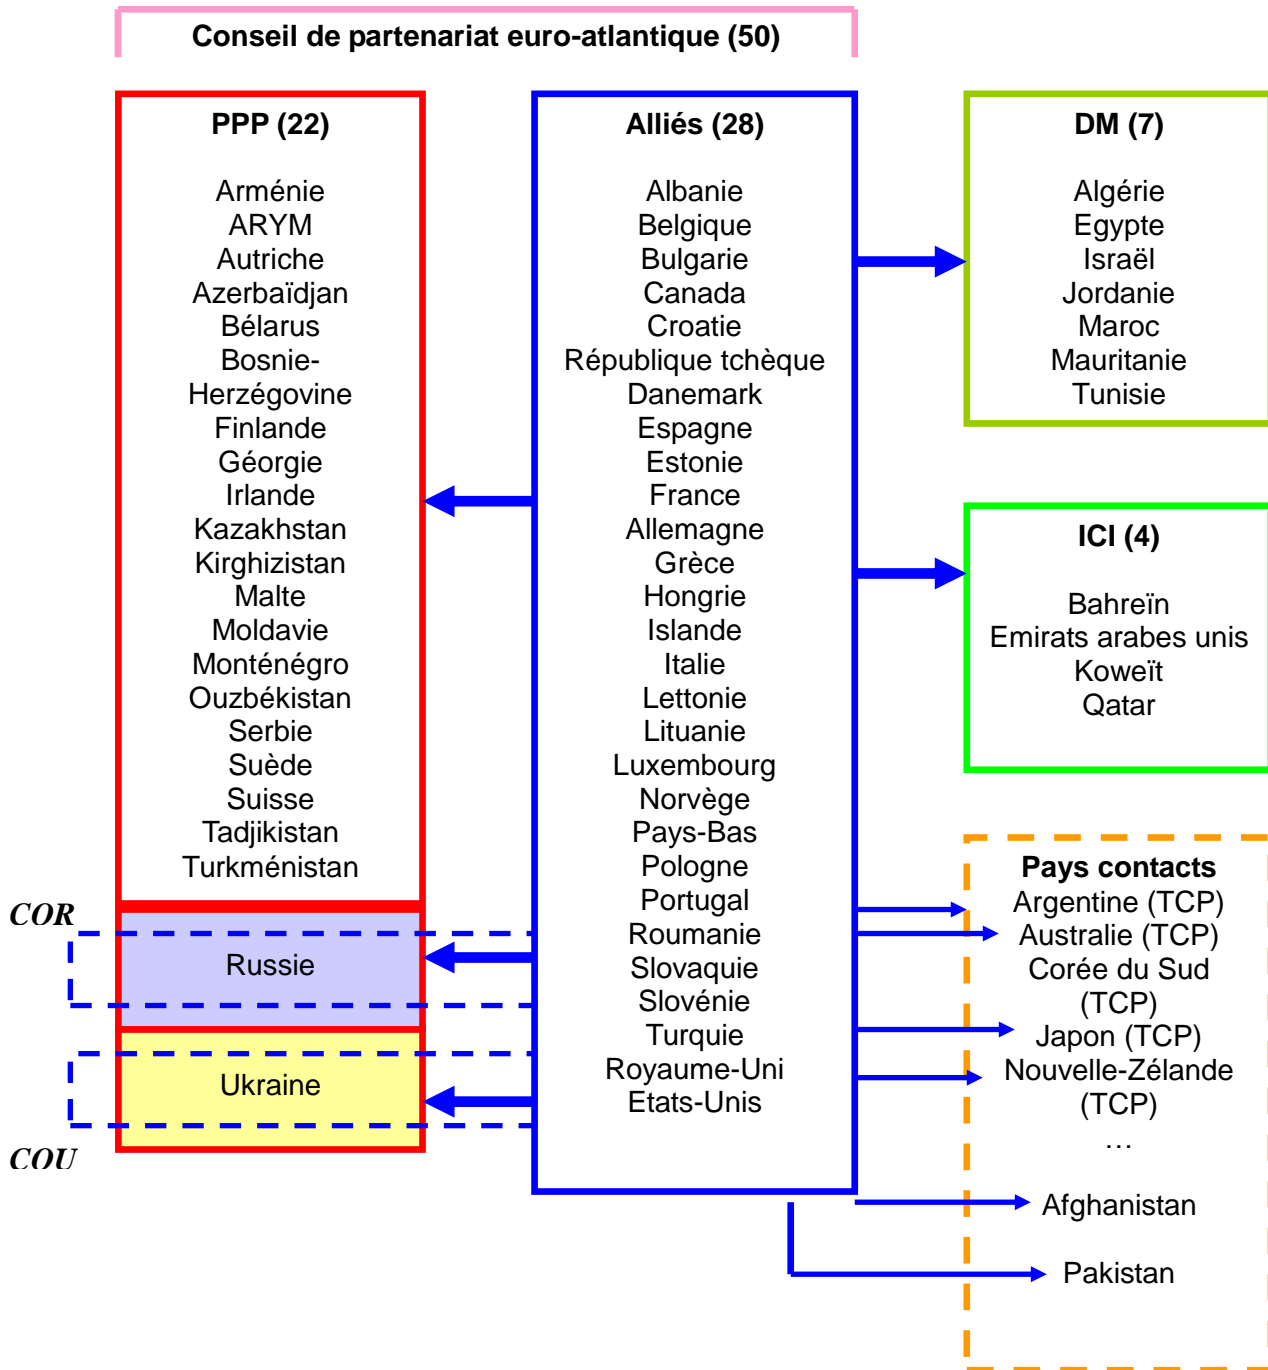 Conseil de partenariat euro-atlantique (50)
PPP (22)
Arménie
ARYM
Autriche
Azerbaïdjan
Bélarus
Bosnie-
Herzégovine
Finlande
Géorgie
Irlande
Kazakhstan
Kirghizistan
Malte
Moldavie
Monténégro
Ouzbékistan
Serbie
Suède
Suisse
Tadjikistan
Turkménistan
COR
Russie
Ukraine
COU
Alliés (28)
Albanie
Belgique
Bulgarie
Canada
Croatie
République tchèque
Danemark
Espagne
Estonie
France
Allemagne
Grèce
Hongrie
Islande
Italie
Lettonie
Lituanie
Luxembourg
Norvège
Pays-Bas
Pologne
Portugal
Roumanie
Slovaquie
Slovénie
Turquie
Royaume-Uni
Etats-Unis
DM (7)
Algérie
Egypte
Israël
Jordanie
Maroc
Mauritanie
Tunisie
ICI (4)
Bahreïn
Emirats arabes unis
Koweït
Qatar
Pays contacts
Argentine (TCP)
Australie (TCP)
Corée du Sud
(TCP)
Japon (TCP)
Nouvelle-Zélande
(TCP)
…
Afghanistan
Pakistan